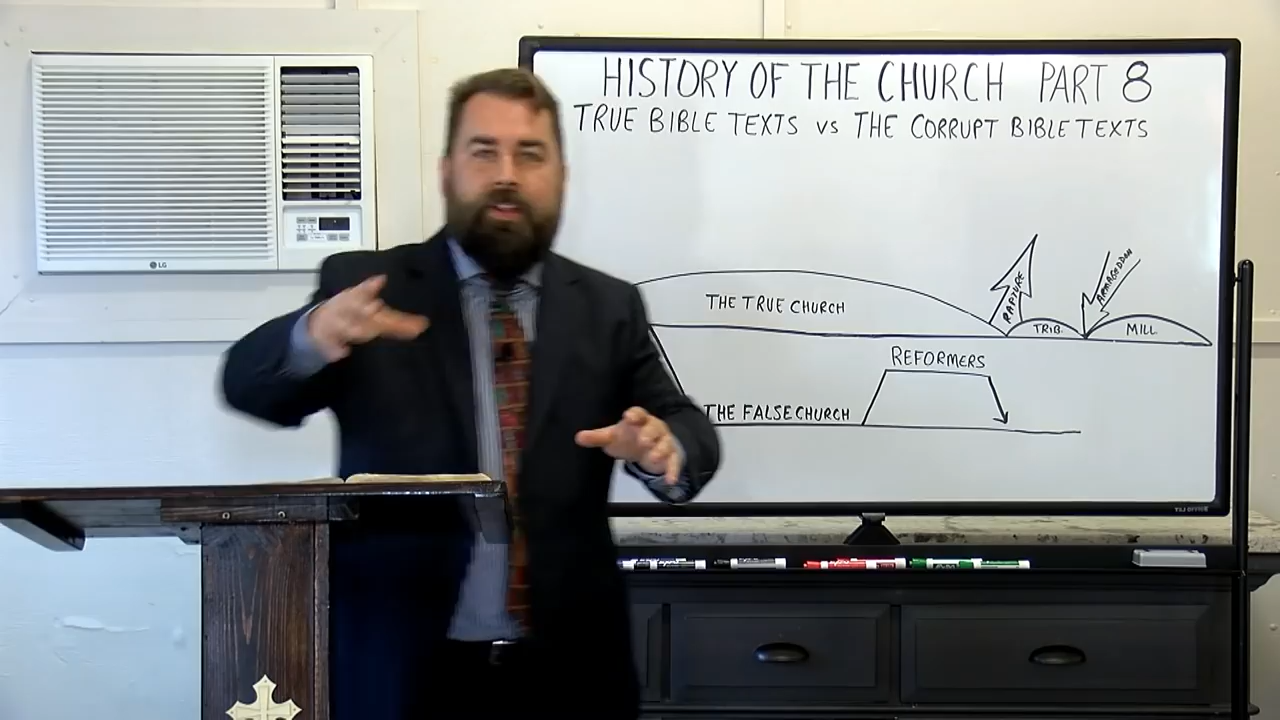 HISTORY OF THE CHURCH PART 8
TRUE BIBLE TEXTS vs THE CORRUPT BIBLE TEXTS
THE TRUE CHURCH
RAPTURE
TRIB.
ARMAGEDDON
MILL
REFORMERS
THE FALSE CHURCH
LG